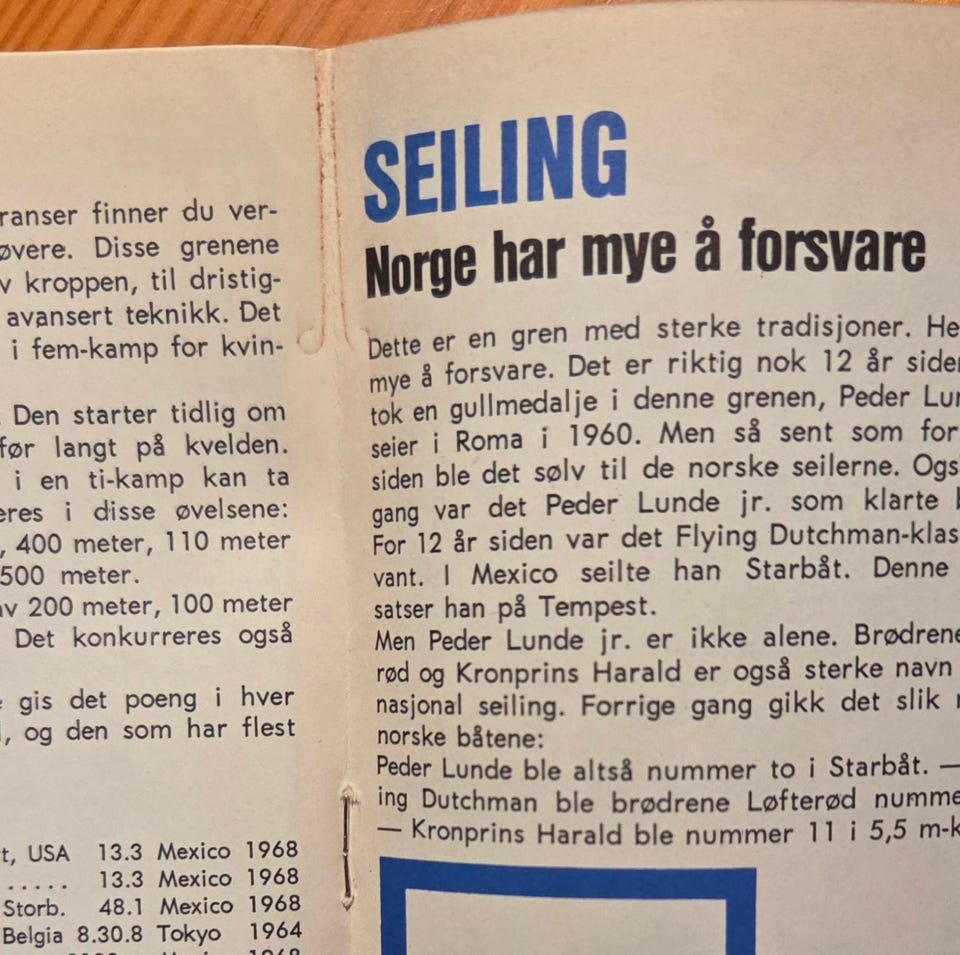 ranser finner du ver-
øvere. Disse grenene
v kroppen, til dristig-
avansert teknikk. Det
i fem-kamp for kvin-
Den starter tidlig om
før langt på kvelden.
i en ti-kamp kan ta
eres i disse øvelsene:
, 400 meter, 110 meter
500 meter.
av 200 meter, 100 meter
Det konkurreres også
gis det poeng i hver
, og den som har flest
t, USA 13.3 Mexico 1968
..... 13.3 Mexico 1968
Storb. 48.1 Mexico 1968
Belgia 8.30.8 Tokyo 1964
SEILING
Norge har mye å forsvare
Dette er en gren med sterke tradisjoner. He
mye å forsvare. Det er riktig nok 12 år siden
tok en gullmedalje i denne grenen, Peder Lun
seier i Roma i 1960. Men så sent som for
siden ble det sølv til de norske seilerne. Ogs
gang var det Peder Lunde jr. som klarte
For 12 år siden var det Flying Dutchman-klas
vant. I Mexico seilte han Starbåt. Denne
satser han på Tempest.
Men Peder Lunde jr. er ikke alene. Brødrene
rød og Kronprins Harald er også sterke navn
nasjonal seiling. Forrige gang gikk det slik
norske båtene:
Peder Lunde ble altså nummer to i Starbåt. —
ing Dutchman ble brødrene Løfterød numme
— Kronprins Harald ble nummer 11 i 5,5 m-k